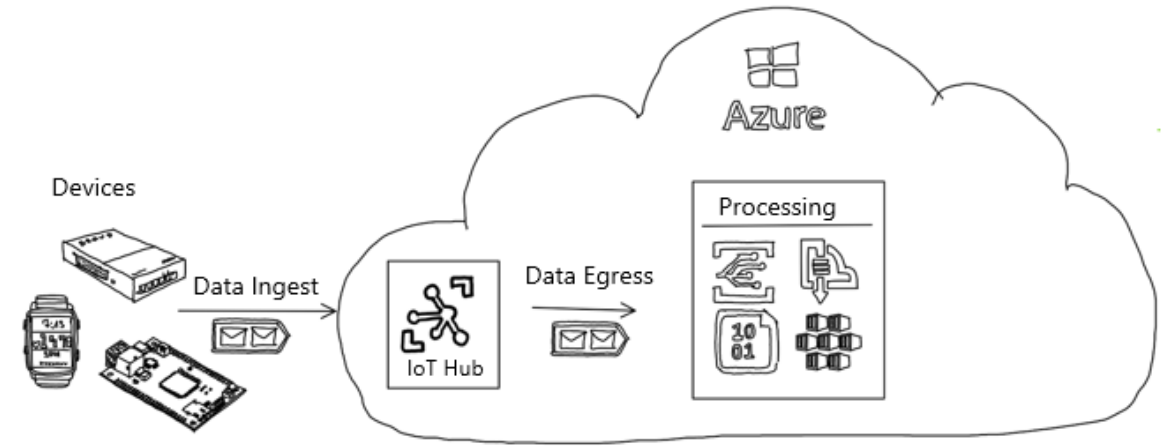 Azure
Devices
Processing
Data Ingest
Data Egress
IoT Hub
10
01